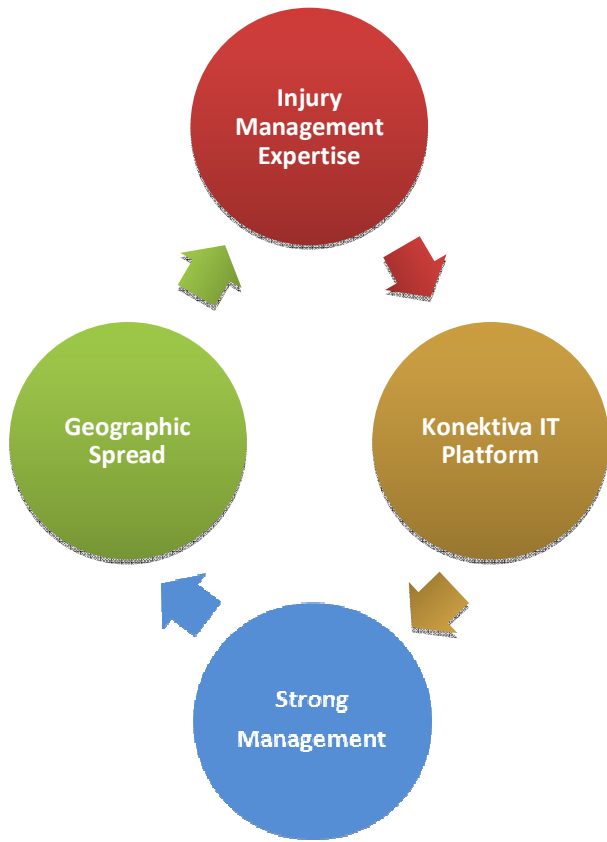 Injury
Management
Expertise
Geographic
Spread
Konektiva IT
Platform
Strong
Management